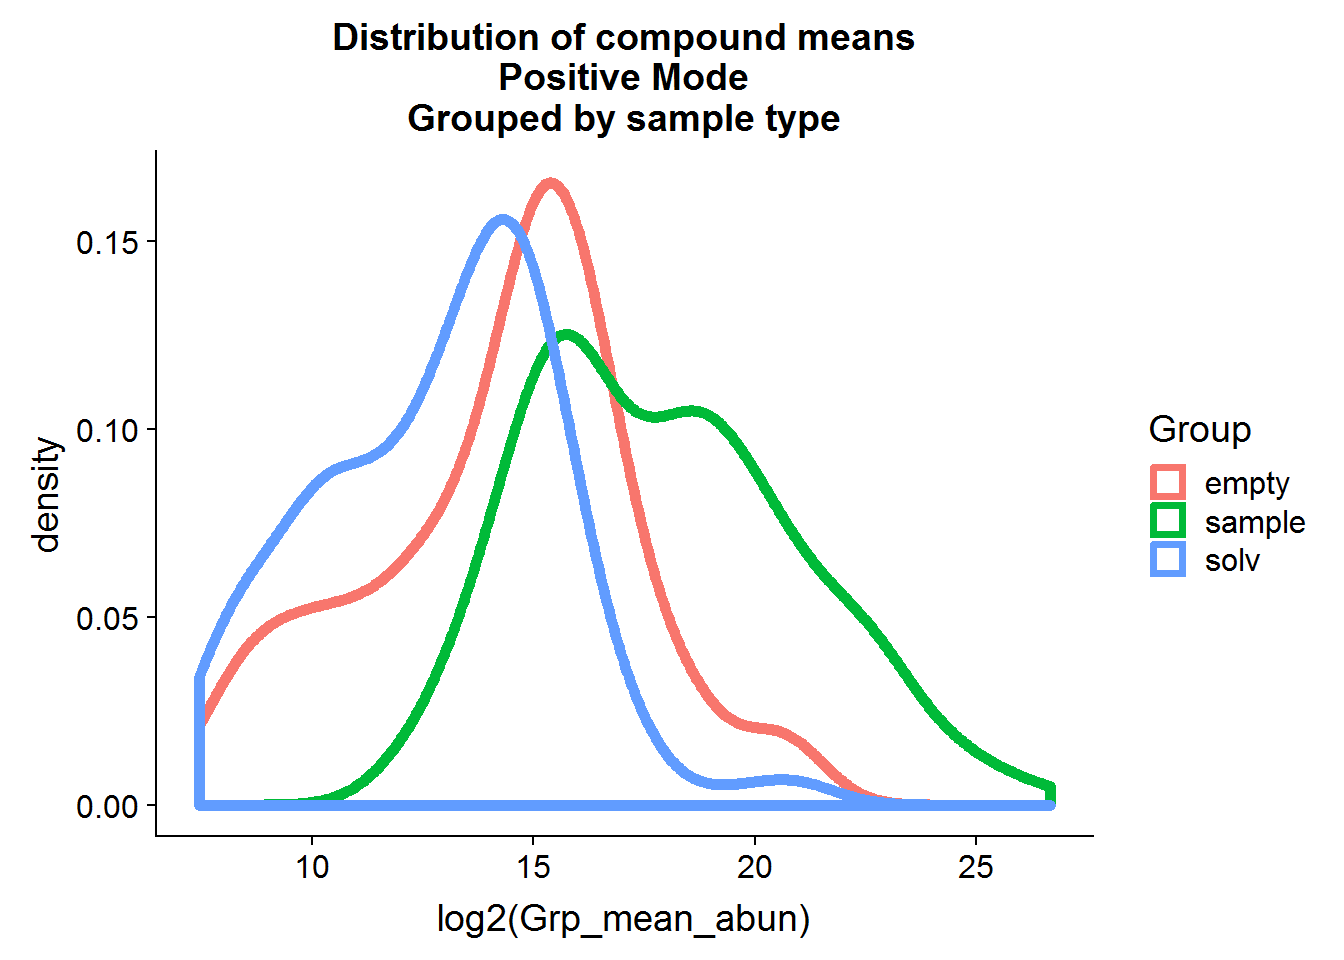 Distribution of compound means
Positive Mode
Grouped by sample type
0.15
0.10
0.05
0.00
density
10
15
20
25
log2(Grp_mean_abun)
Group
empty
sample
solv